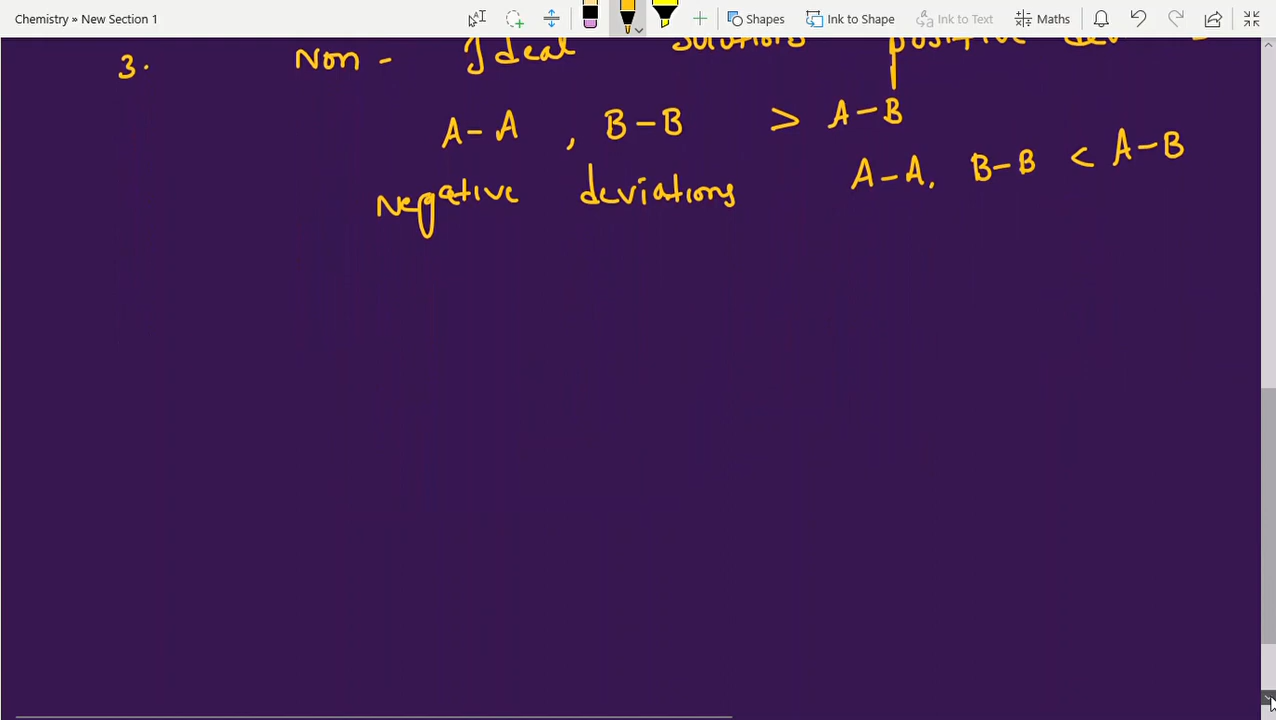 Chemistry » New Section 1
Shapes
Ink to Shape
Ink to Text
Maths
3. Non - Ideal solutions positive
A-A , B-B > A-B
negative deviations A-A, B-B < A-B